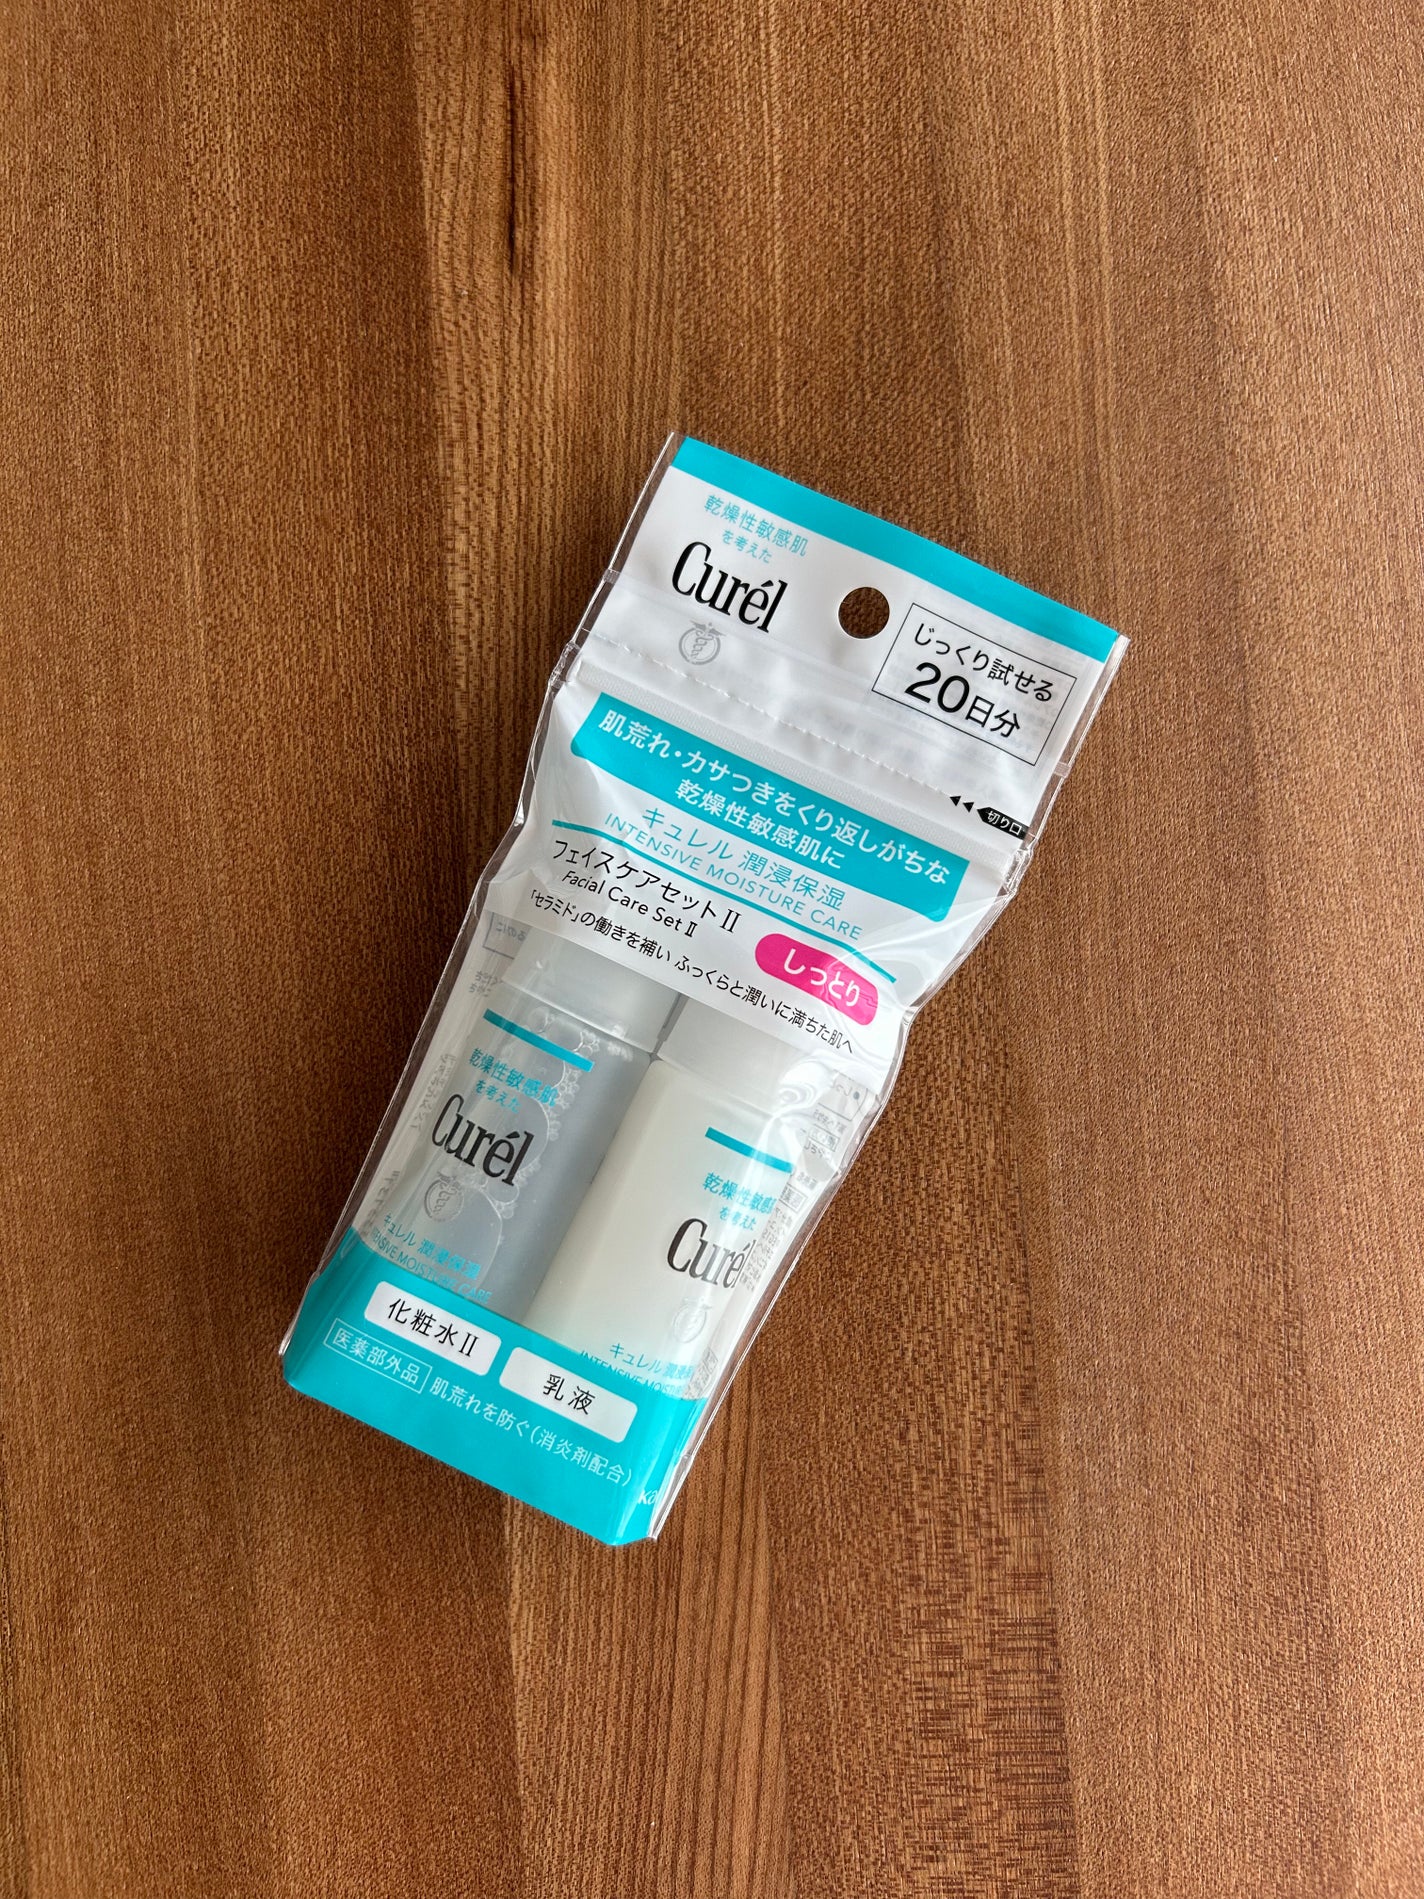 乾燥性敏感肌
を考えた
Curél
じっくり試せる
20日分
切り口
肌荒れ・カサつきをくり返しがちな
乾燥性敏感肌に
キュレル 潤浸保湿
INTENSIVE MOISTURE CARE
フェイスケアセットⅡ
Facial Care Set Ⅱ
しっとり
「セラミド」の働きを補い ふっくらと潤いに満ちた肌へ
乾燥性敏感肌
を考えた
Curél
キュレル 潤浸保湿
INTENSIVE MOISTURE CARE
乾燥性敏感
を考えた
Curé
キュレル 潤浸
INTENSIVE MOIS
化粧水Ⅱ
乳液
医薬部外品 肌荒れを防ぐ(消炎剤配合)